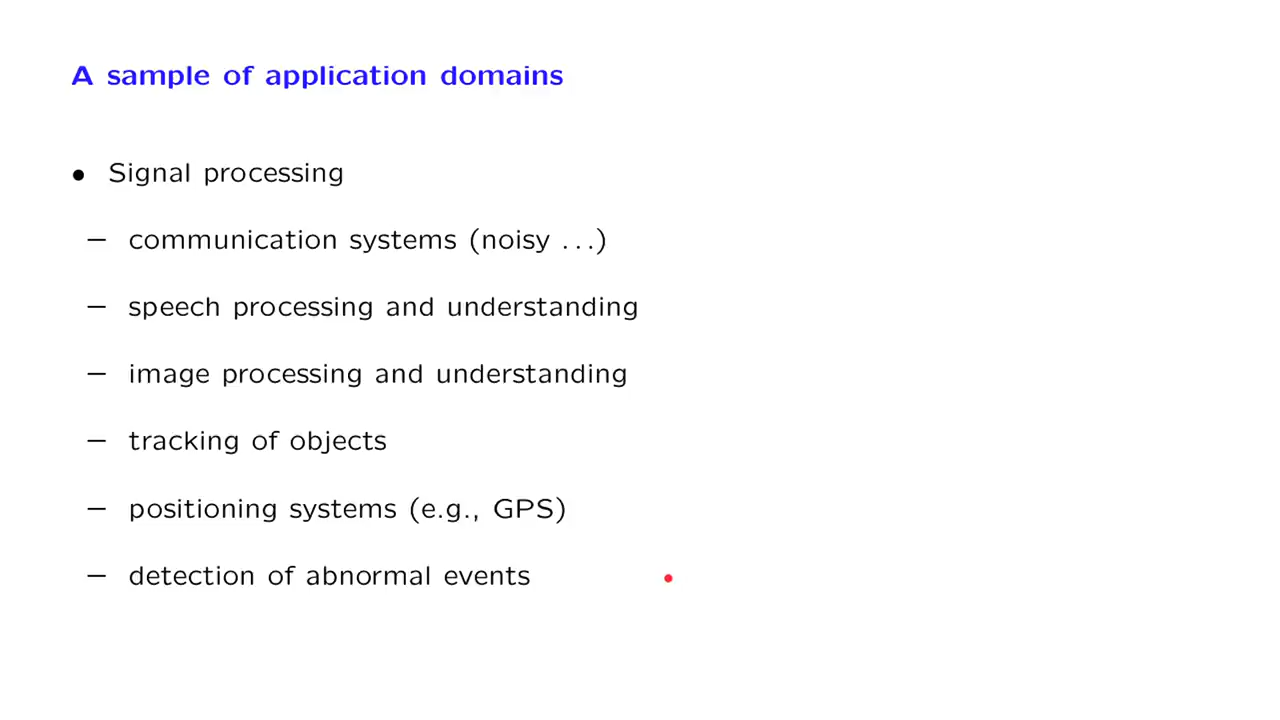 A sample of application domains
• Signal processing
– communication systems (noisy ...)
– speech processing and understanding
– image processing and understanding
– tracking of objects
– positioning systems (e.g., GPS)
– detection of abnormal events